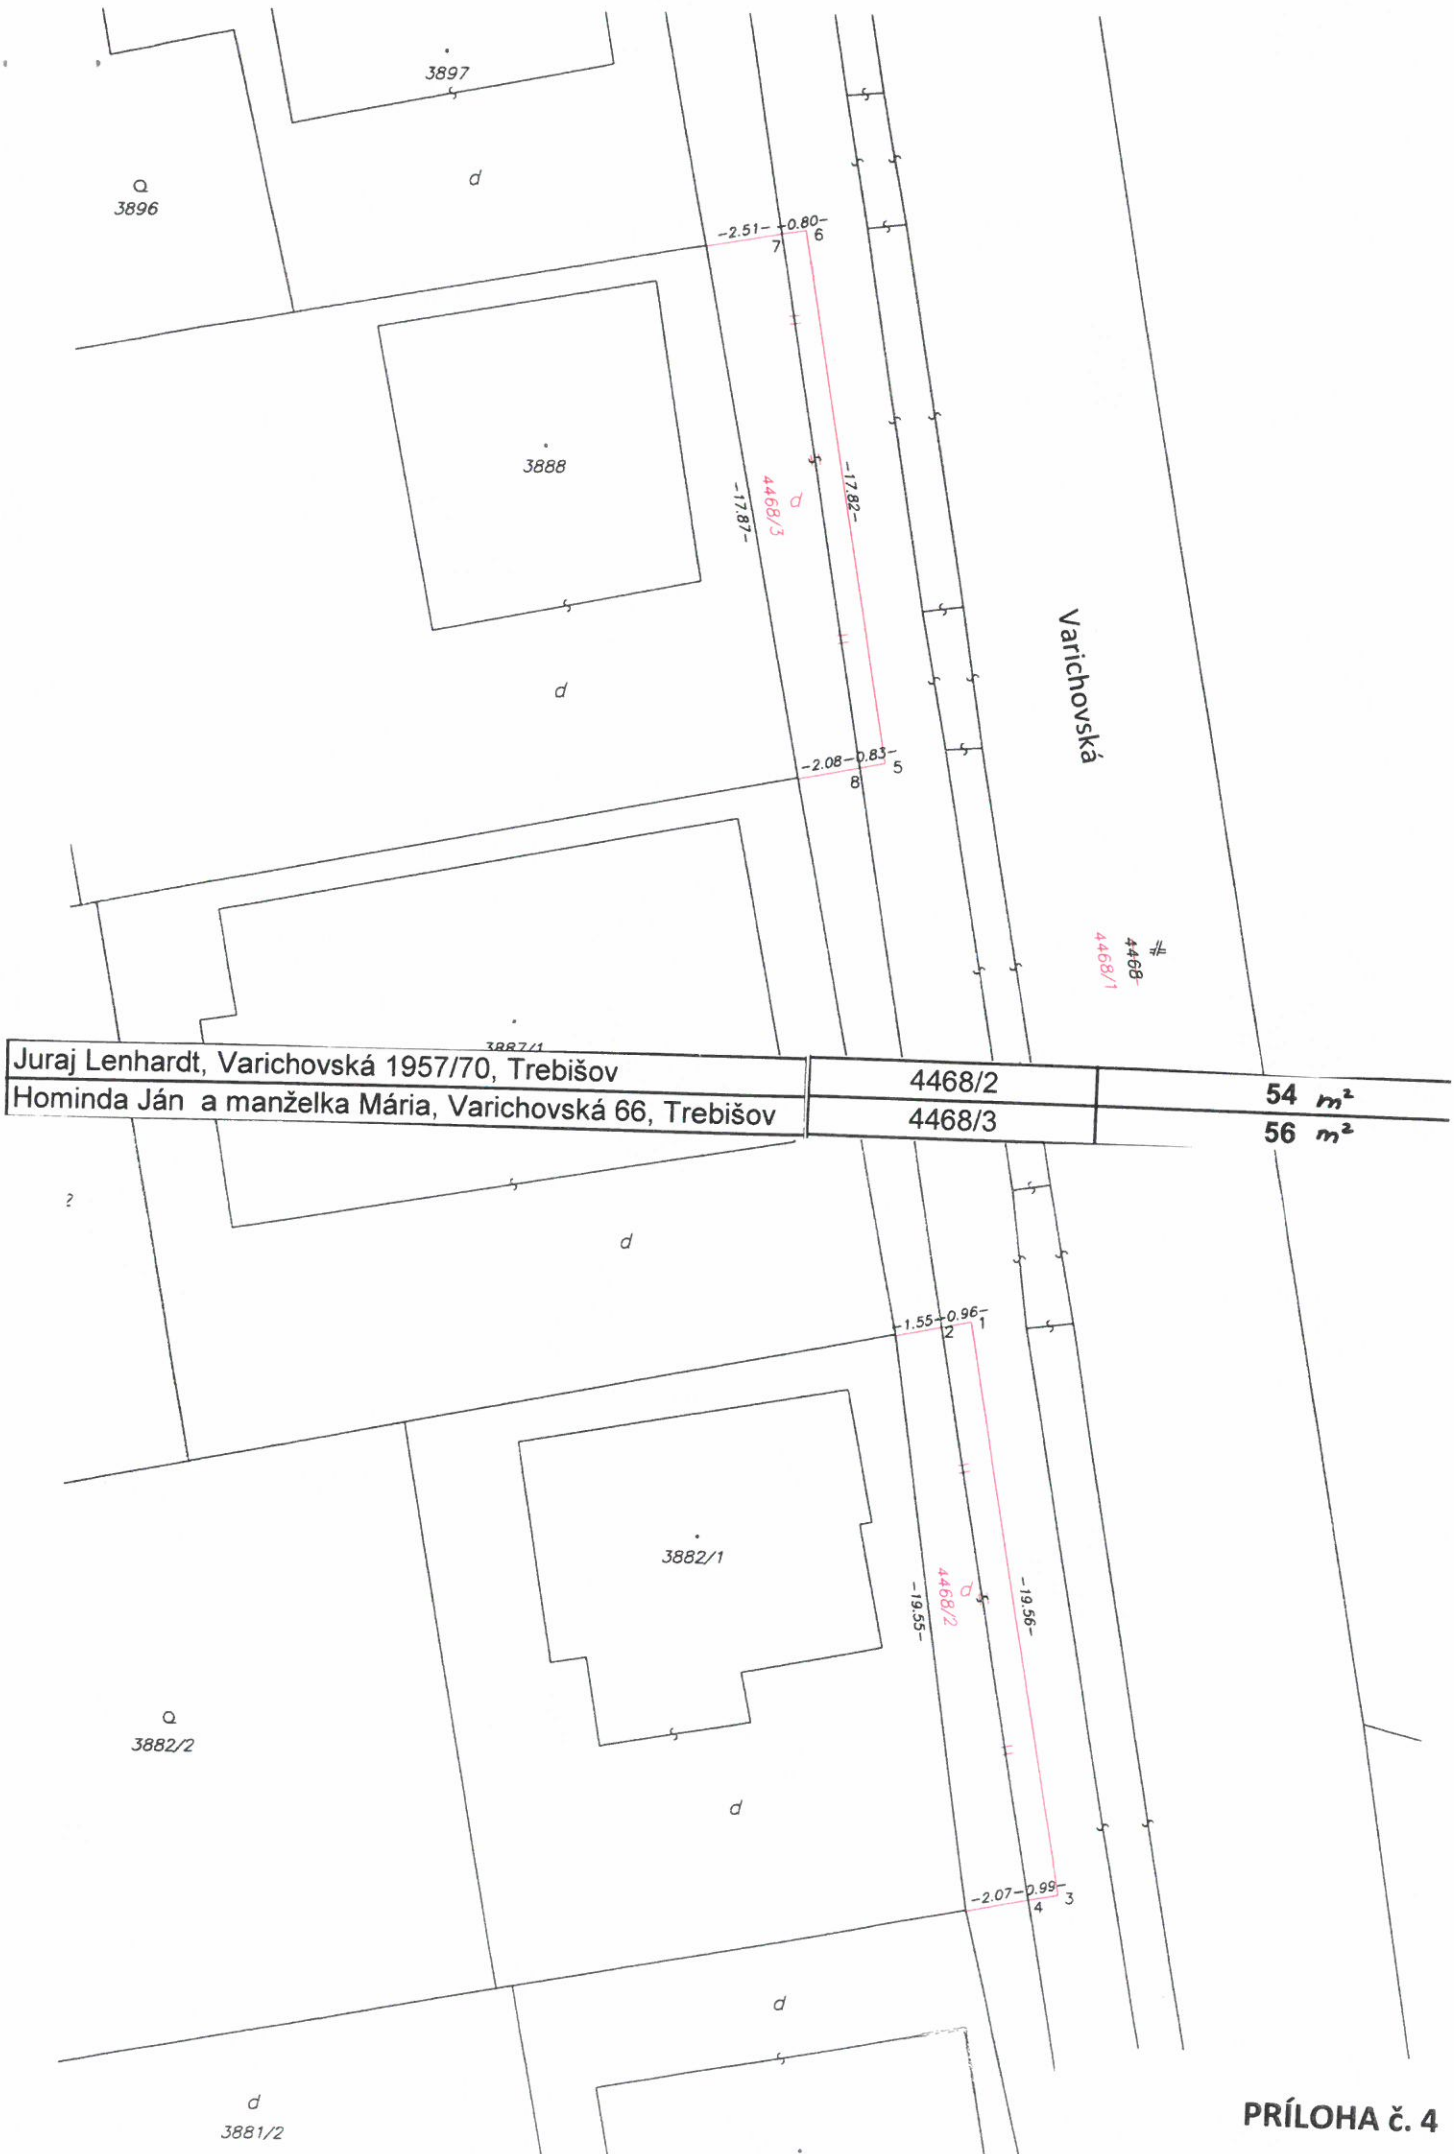 3897
d
Q
3896
-2.51- -0.80-
7 6
3888
-17.87-
4468/3
d
-17.82-
d
Varichovská
-2.08-0.83-
8 5
4468
4468/1
3887/1
Juraj Lenhardt, Varichovská 1957/70, Trebišov 4468/2 54 m²
Hominda Ján a manželka Mária, Varichovská 66, Trebišov 4468/3 56 m²
?
d
-1.55-0.96-
2 1
3882/1
-19.55-
4468/2
d
-19.56-
Q
3882/2
d
-2.07-0.99-
4 3
d
d
3881/2
PRÍLOHA č. 4